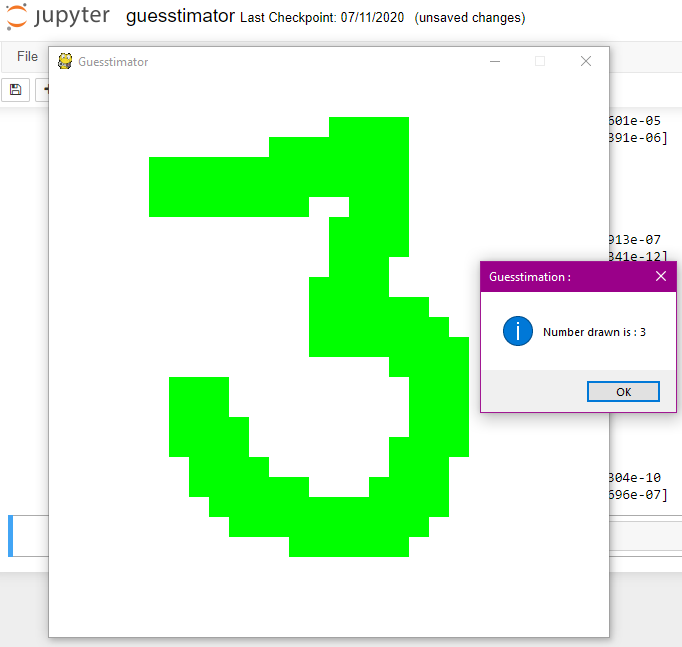 jupyter guesstimator Last Checkpoint: 07/11/2020 (unsaved changes)
File
Guesstimator
601e-05
391e-06]
913e-07
341e-12]
Guesstimation :
Number drawn is : 3
OK
304e-10
696e-07]